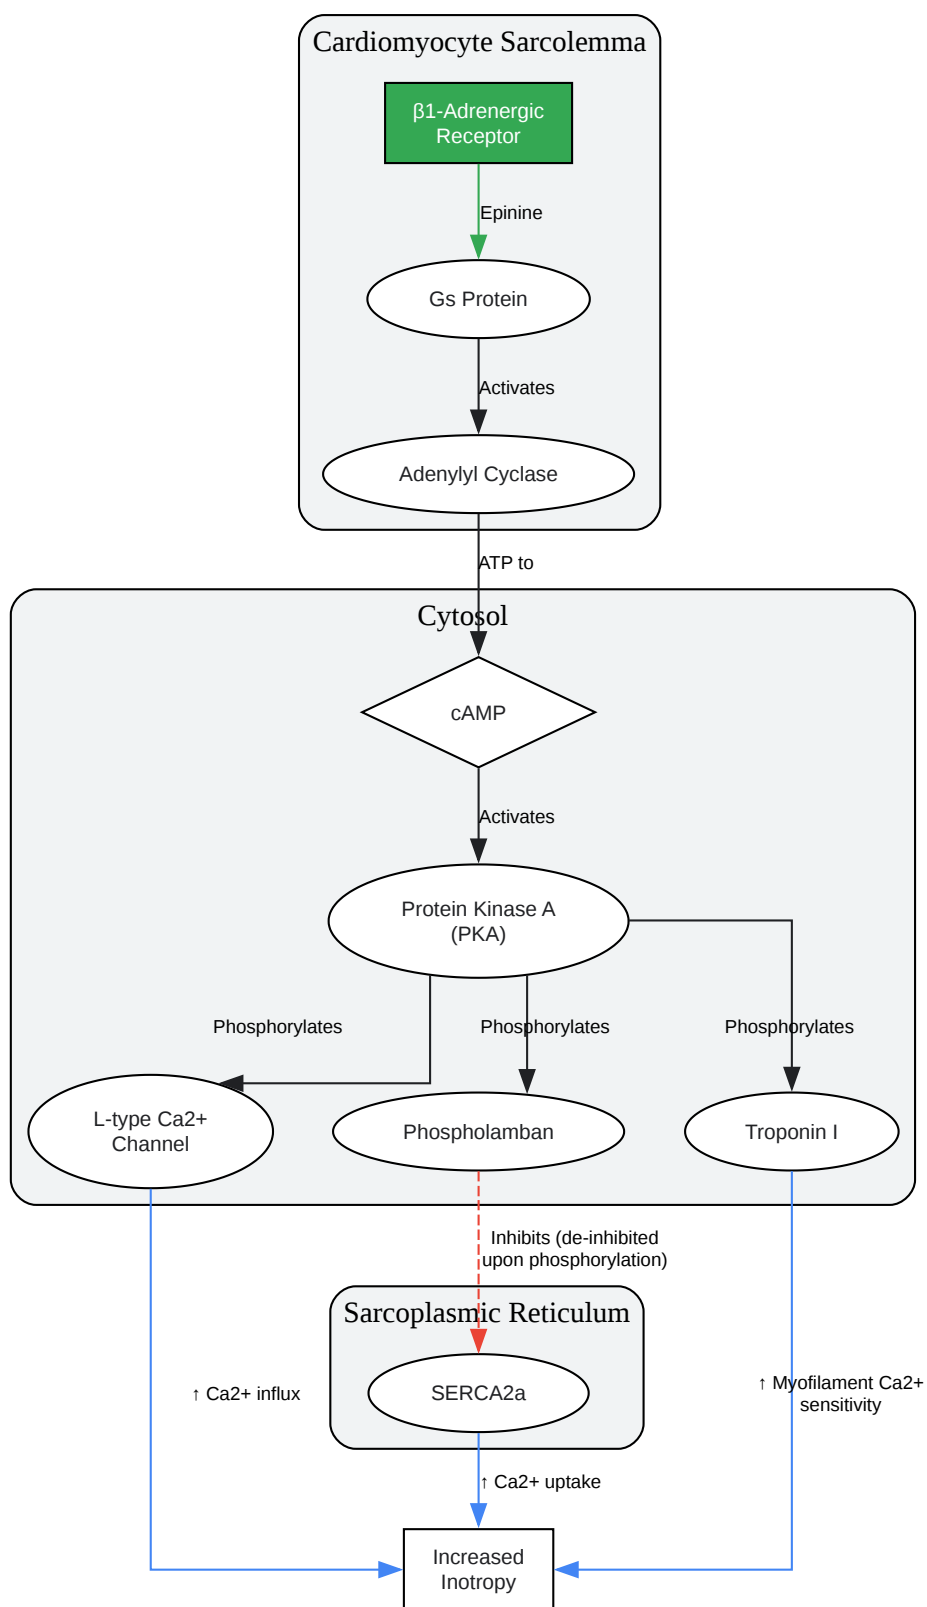 Cardiomyocyte Sarcolemma
β1-Adrenergic
Receptor
Epinine
Gs Protein
Activates
Adenylyl Cyclase
ATP to
Cytosol
cAMP
Activates
Protein Kinase A
(PKA)
Phosphorylates
Phosphorylates
Phosphorylates
L-type Ca2+
Channel
Phospholamban
Troponin I
Inhibits (de-inhibited
upon phosphorylation)
Sarcoplasmic Reticulum
SERCA2a
↑ Ca2+ influx
↑ Myofilament Ca2+
sensitivity
↑ Ca2+ uptake
Increased
Inotropy